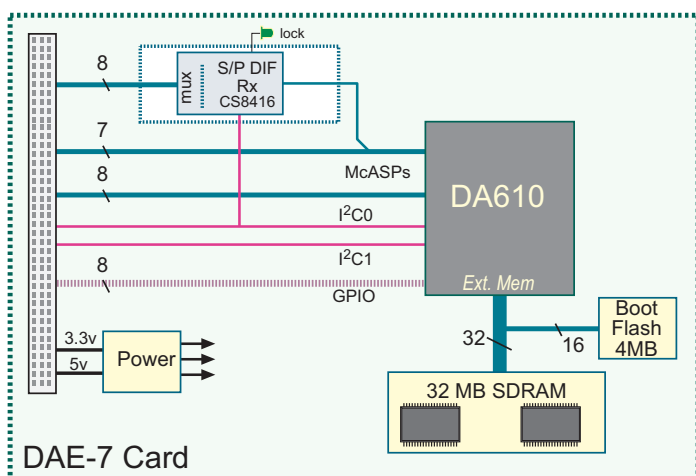 lock
8
mux
S/P DIF
Rx
CS8416
7
McASPs
8
DA610
I²C0
I²C1
8
GPIO
Ext. Mem
3.3v
5v
Power
32
16
Boot
Flash
4MB
32 MB SDRAM
DAE-7 Card